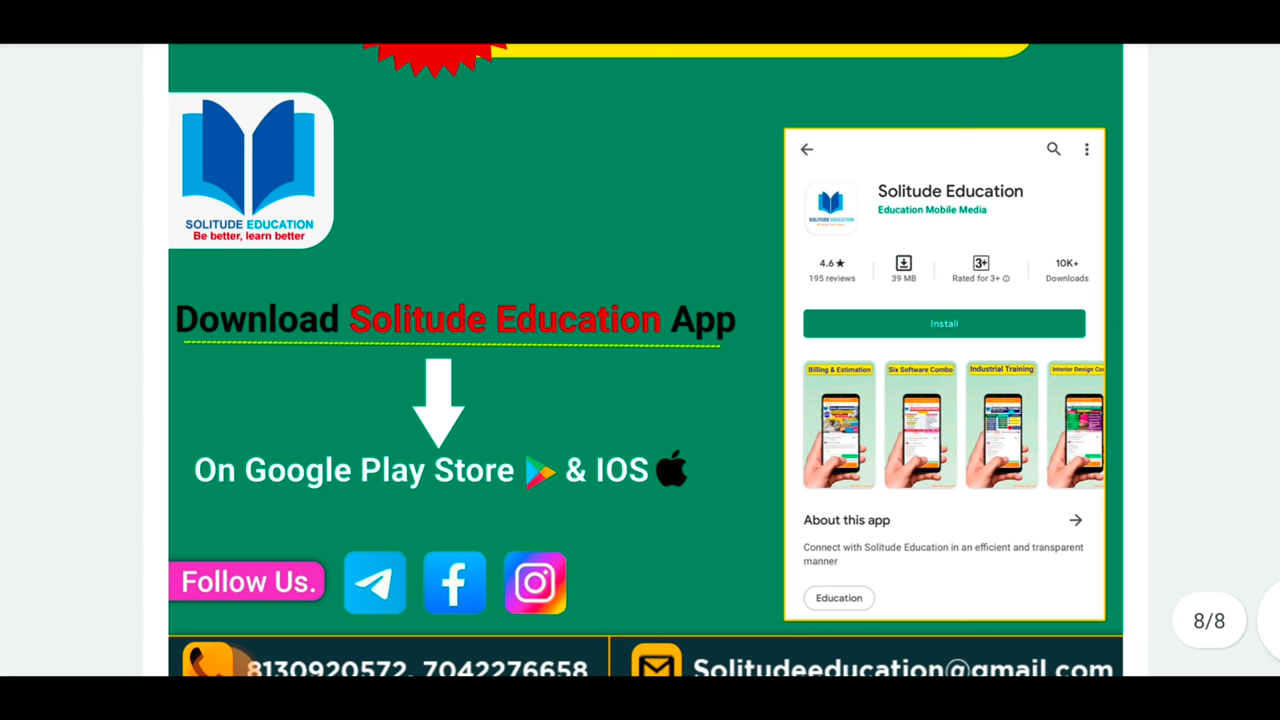 SOLITUDE EDUCATION
Be better, learn better
Download Solitude Education App
On Google Play Store & IOS
Follow Us.
8130920572, 7042276658
Solitudeeducation@gmail.com
Solitude Education
Education Mobile Media
4.6★
195 reviews
39 MB
3+
Rated for 3+
10K+
Downloads
Install
Billing & Estimation
Six Software Combo
Industrial Training
Interior Design Cou
About this app
Connect with Solitude Education in an efficient and transparent
manner
Education
8/8